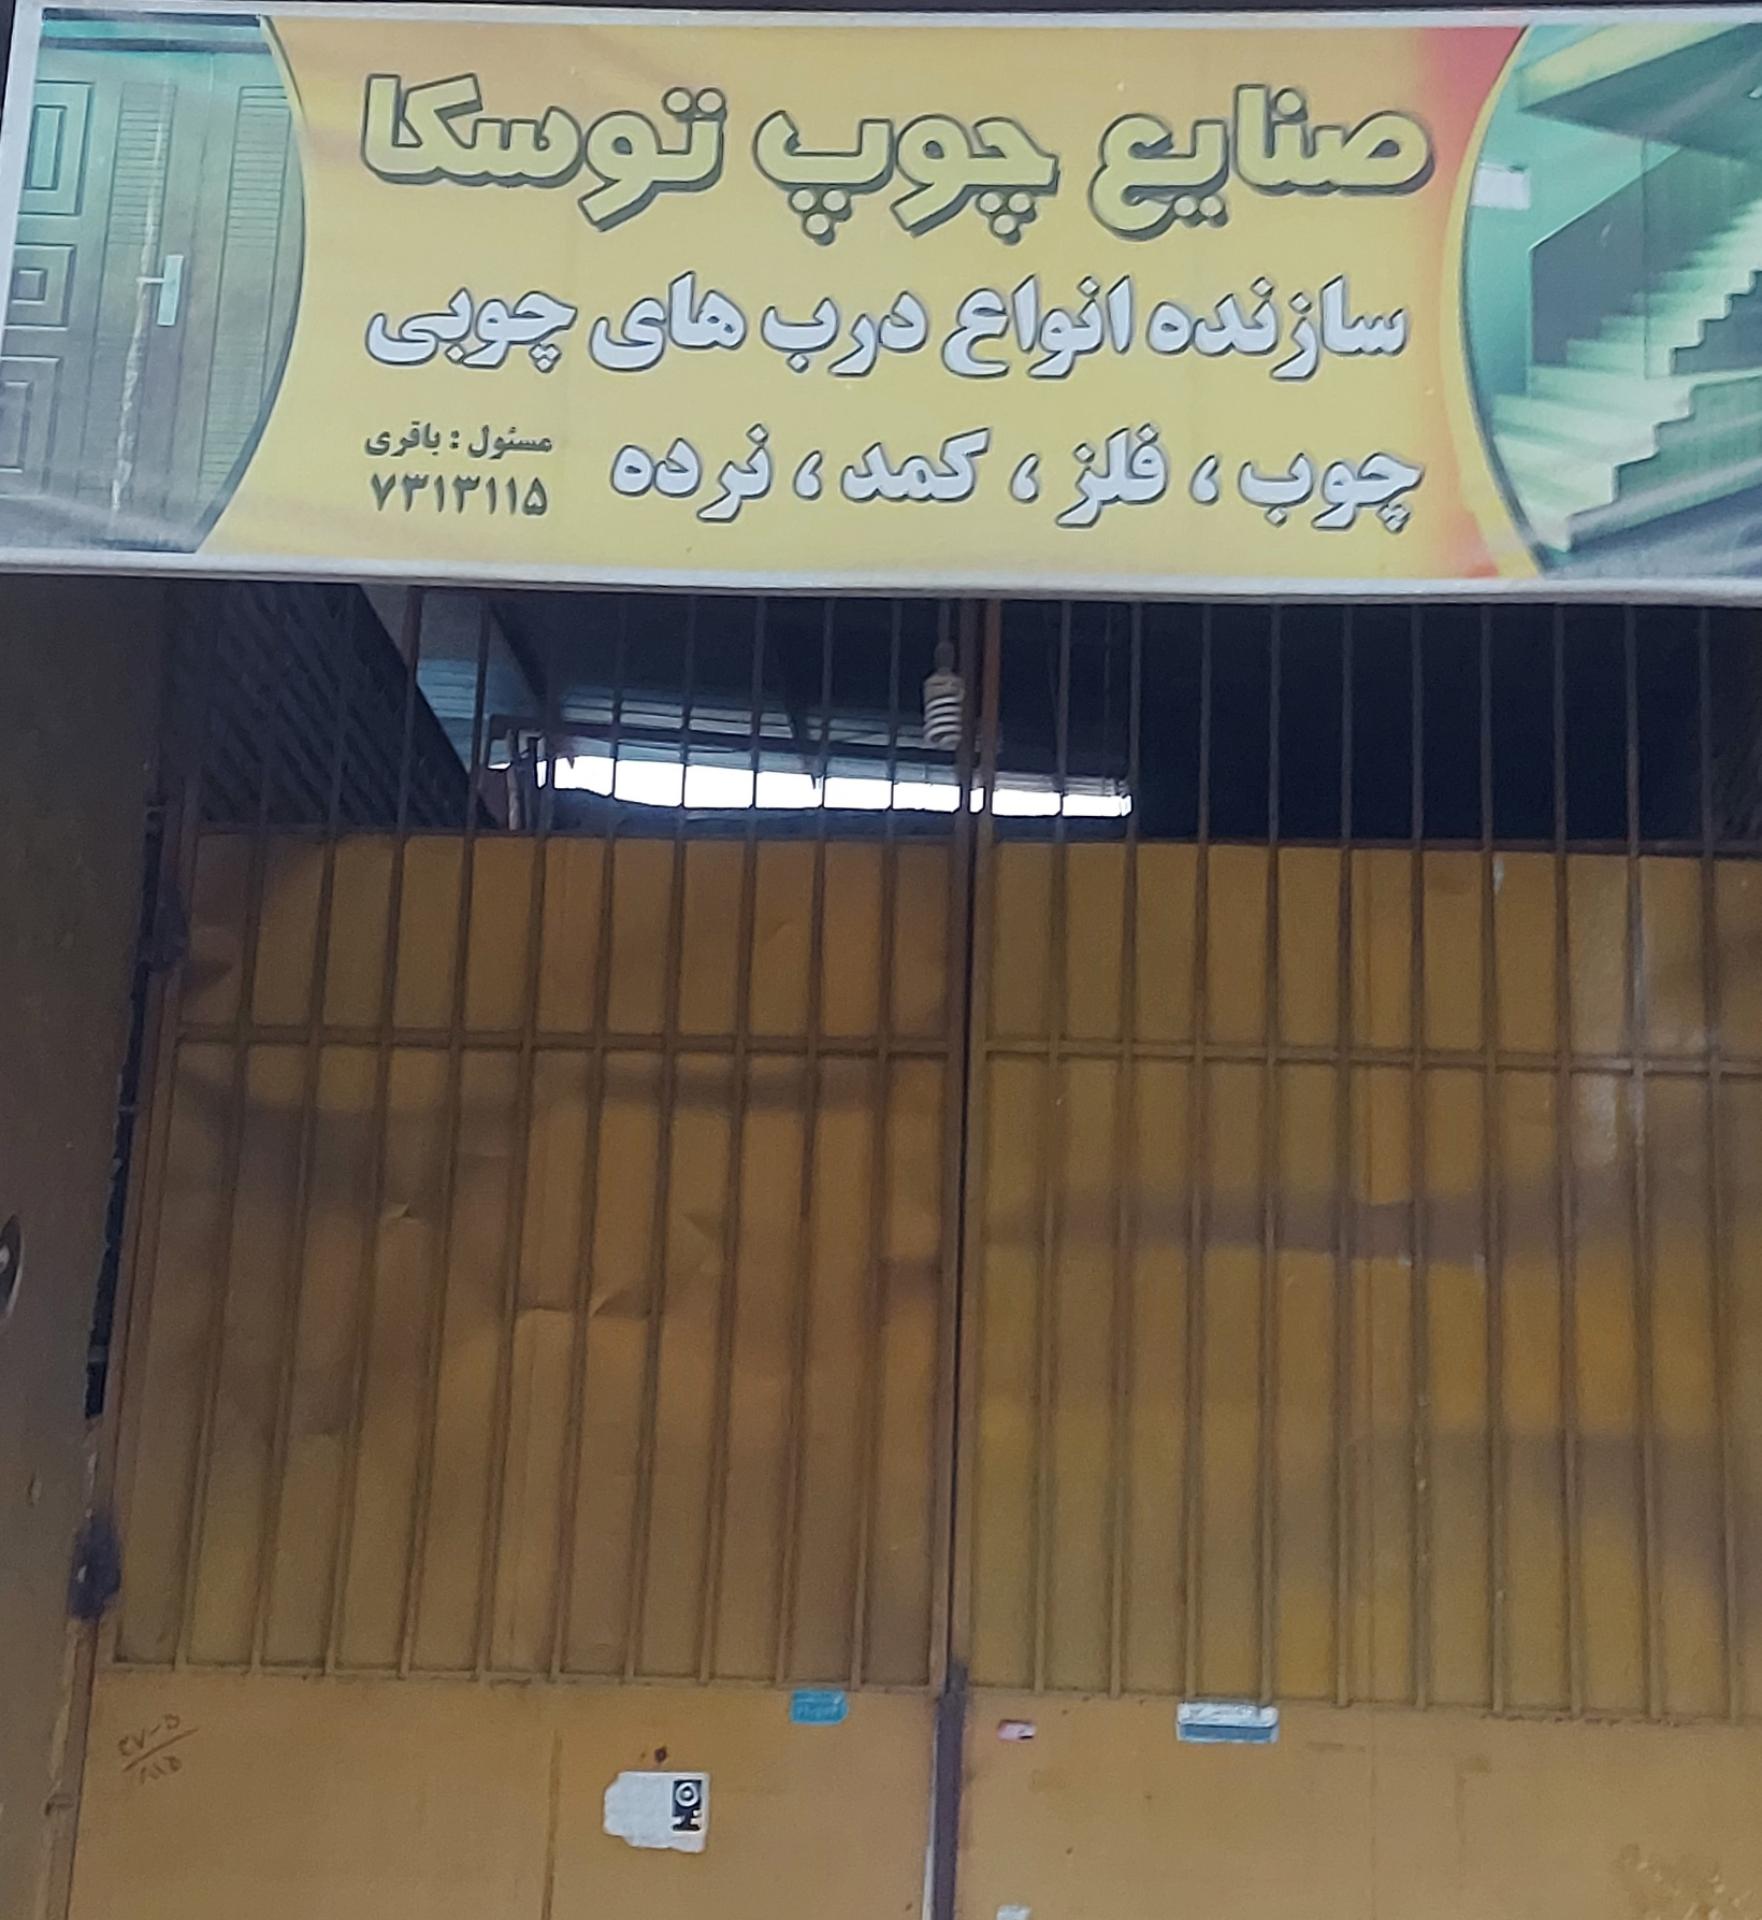 صنایع چوپ توسکا
سازنده انواع درب های چوبی
چوب ، فلز ، کمد ، نرده
مسئول : باقری
۷۳۱۳۱۱۵